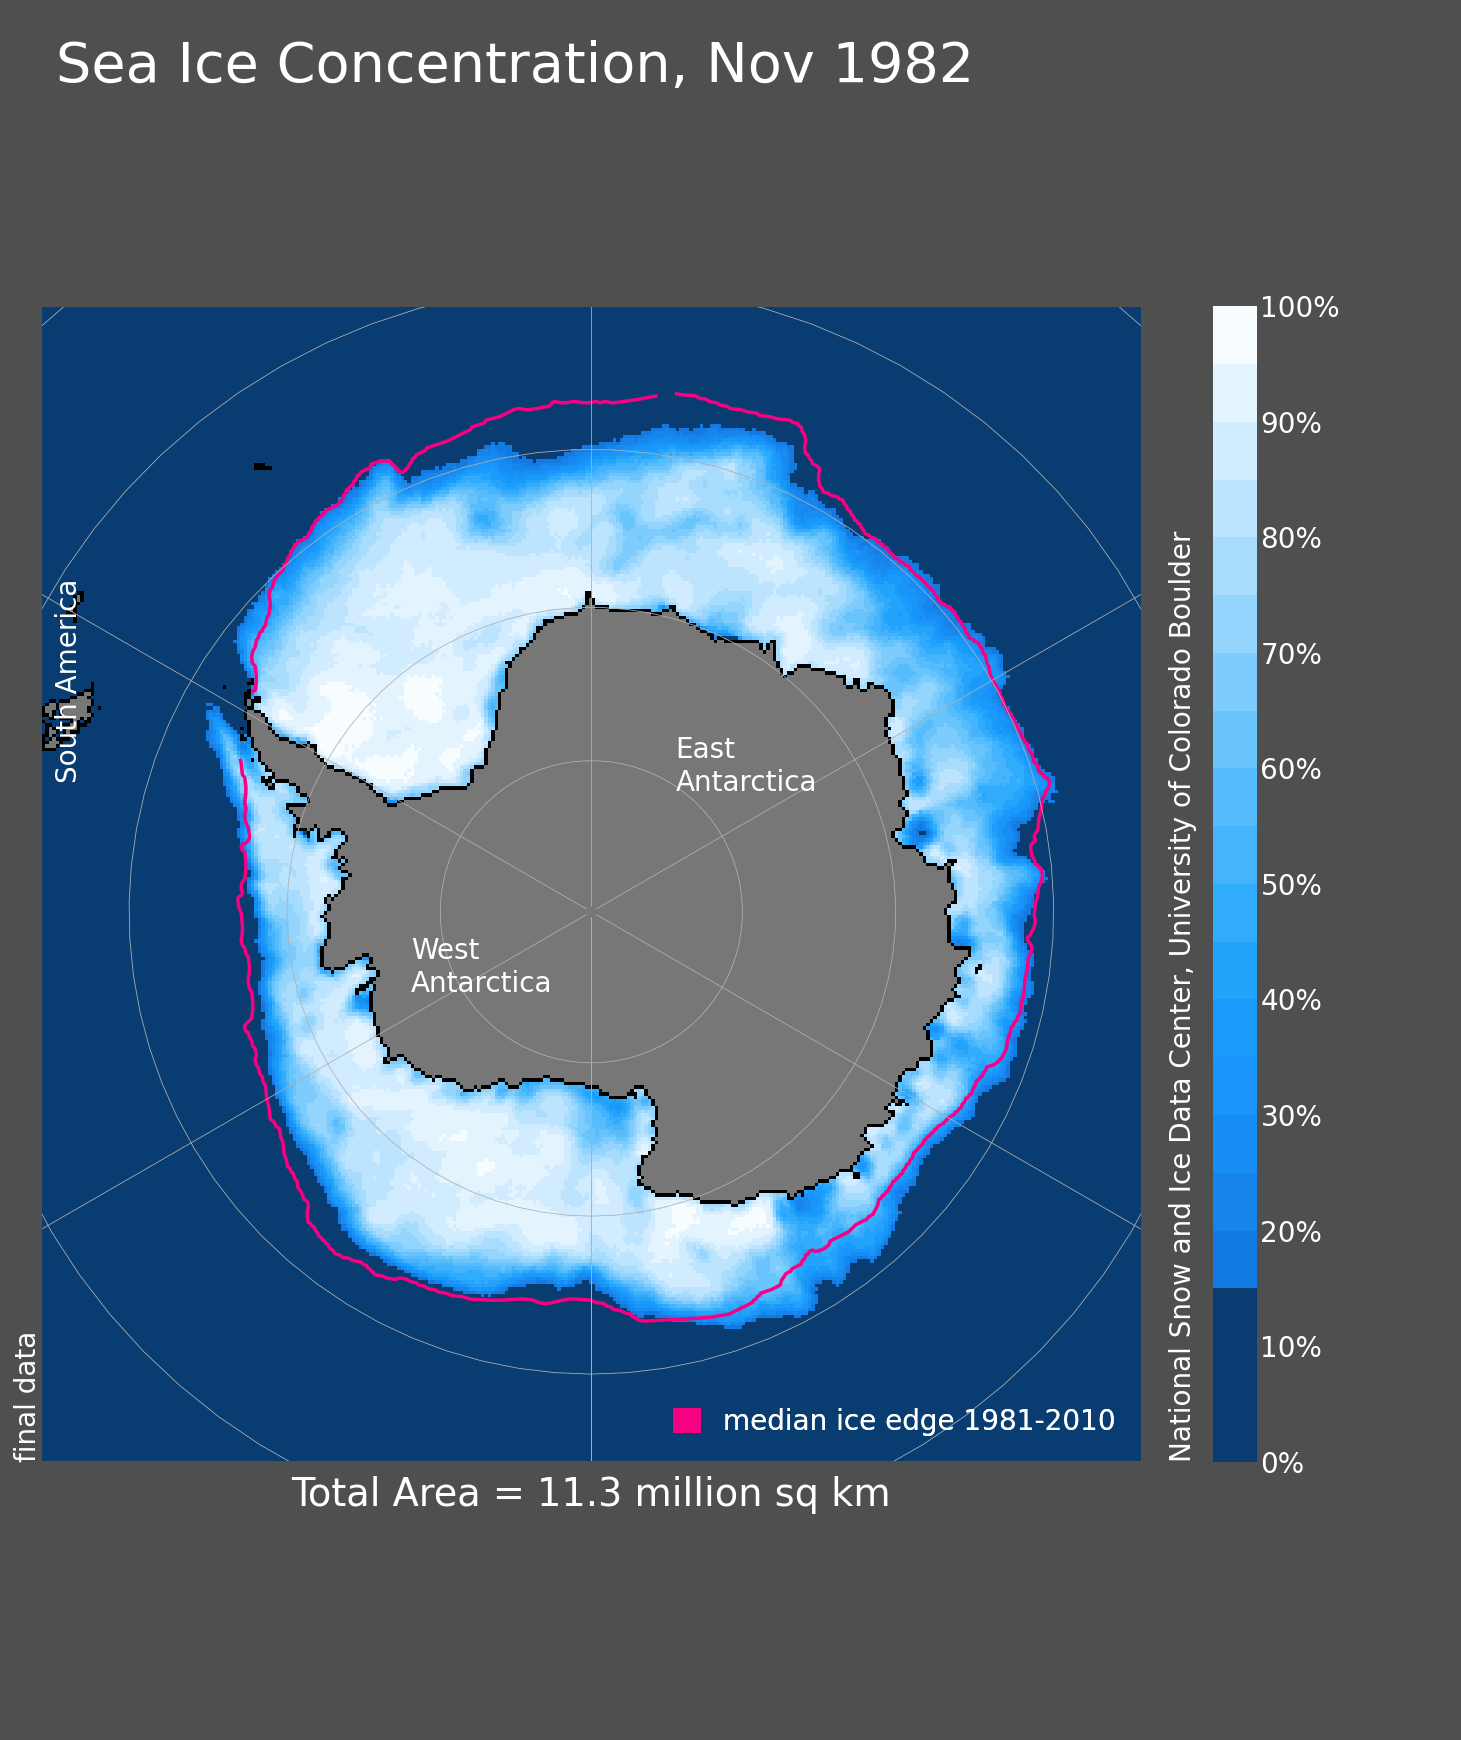 Sea Ice Concentration, Nov 1982
South America
East
Antarctica
West
Antarctica
median ice edge 1981-2010
final data
Total Area = 11.3 million sq km
National Snow and Ice Data Center, University of Colorado Boulder
100%
90%
80%
70%
60%
50%
40%
30%
20%
10%
0%